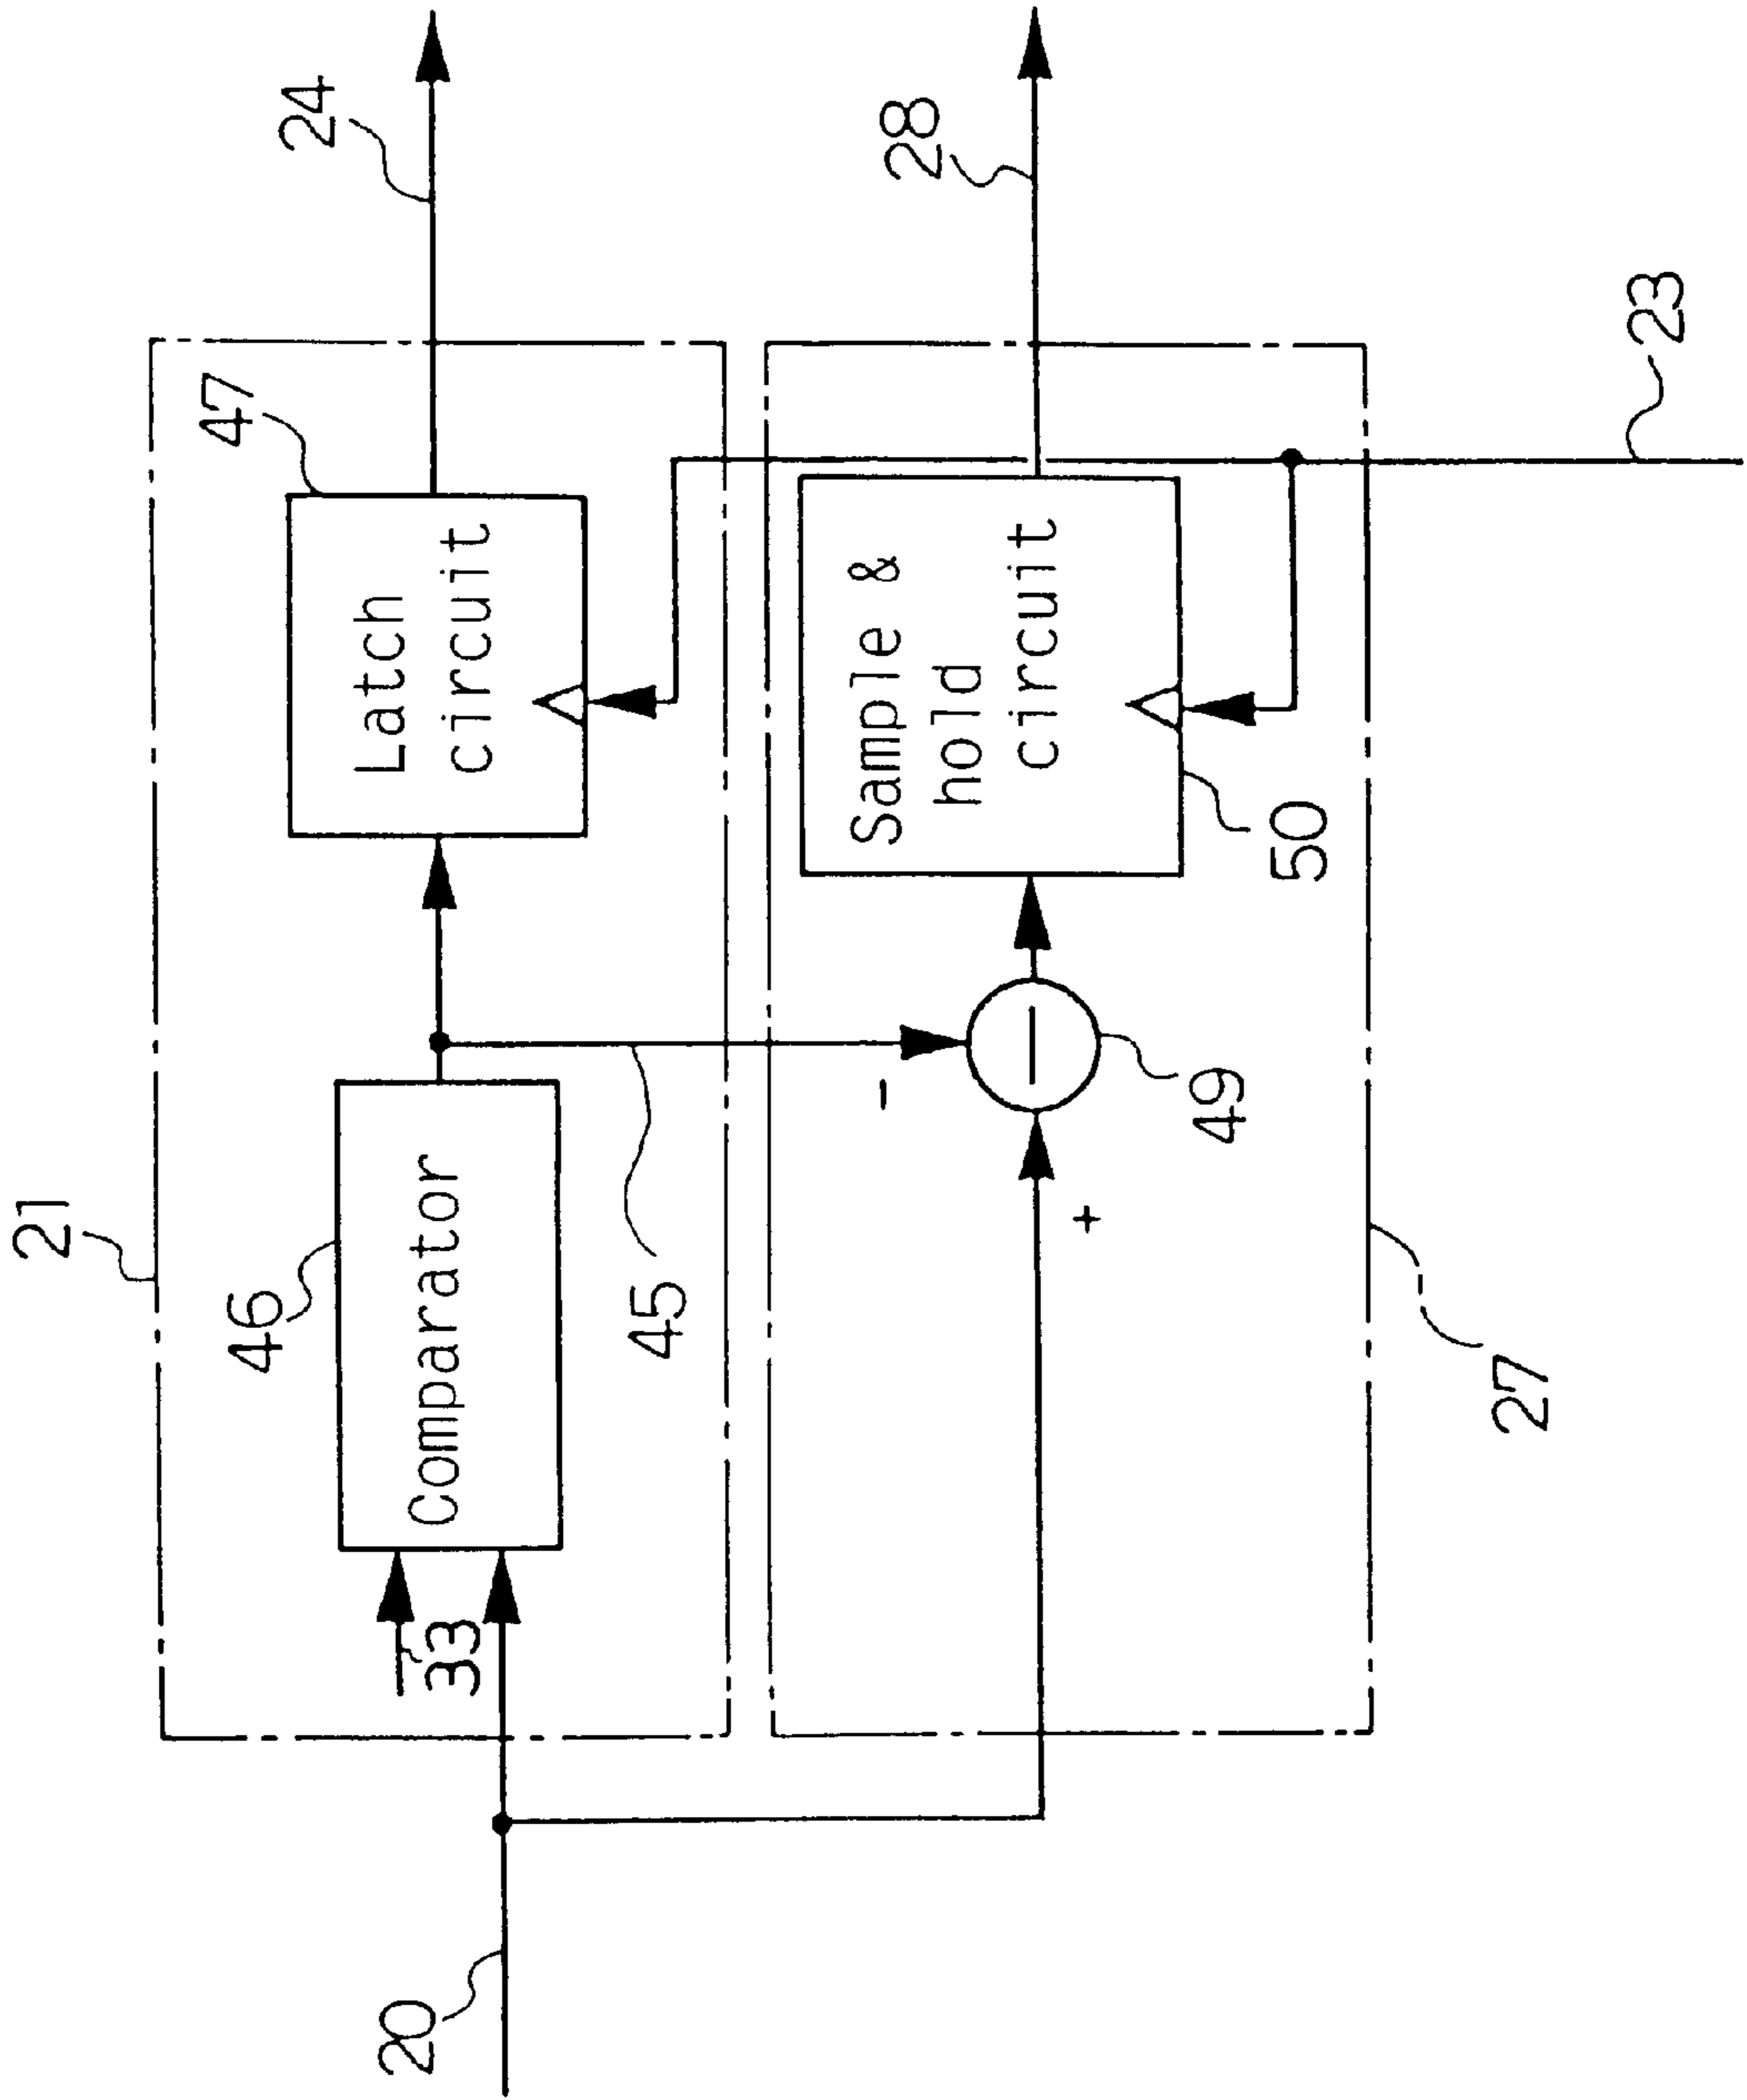 21
46
Comparator
33
20
45
47
Latch
circuit
24
-
+
49
Sample &
hold
circuit
50
28
27
23